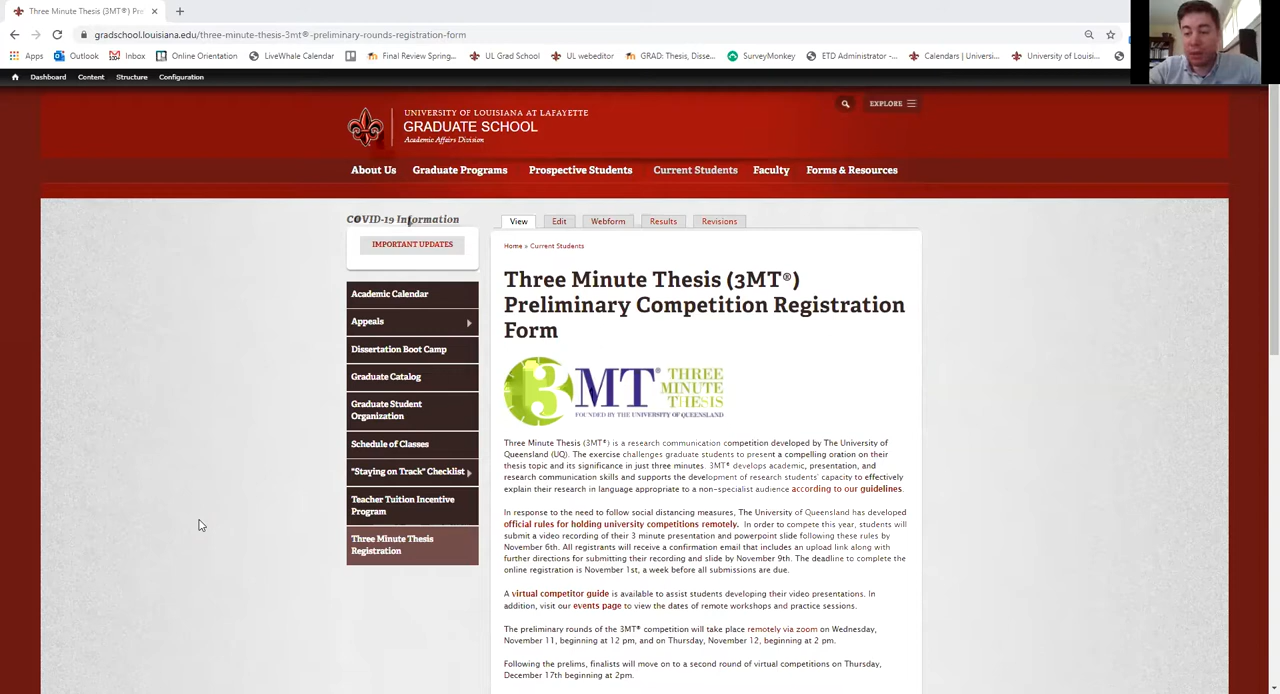 Three Minute Thesis (3MT®) Pre
gradschool.louisiana.edu/three-minute-thesis-3mt®-preliminary-rounds-registration-form
Apps Outlook Inbox Online Orientation LiveWhale Calendar Final Review Spring... UL Grad School UL webeditor GRAD: Thesis, Disse... SurveyMonkey ETD Administrator -... Calendars | Universi... University of Louisi...
Dashboard Content Structure Configuration
UNIVERSITY OF LOUISIANA AT LAFAYETTE
GRADUATE SCHOOL
Academic Affairs Division
EXPLORE
About Us Graduate Programs Prospective Students Current Students Faculty Forms & Resources
COVID-19 Information
IMPORTANT UPDATES
Academic Calendar
Appeals
Dissertation Boot Camp
Graduate Catalog
Graduate Student
Organization
Schedule of Classes
"Staying on Track" Checklist
Teacher Tuition Incentive
Program
Three Minute Thesis
Registration
View Edit Webform Results Revisions
Home » Current Students
Three Minute Thesis (3MT®)
Preliminary Competition Registration
Form
3MT® THREE
MINUTE
THESIS
FOUNDED BY THE UNIVERSITY OF QUEENSLAND
Three Minute Thesis (3MT®) is a research communication competition developed by The University of
Queensland (UQ). The exercise challenges graduate students to present a compelling oration on their
thesis topic and its significance in just three minutes. 3MT® develops academic, presentation, and
research communication skills and supports the development of research students' capacity to effectively
explain their research in language appropriate to a non-specialist audience according to our guidelines.
In response to the need to follow social distancing measures, The University of Queensland has developed
official rules for holding university competitions remotely. In order to compete this year, students will
submit a video recording of their 3 minute presentation and powerpoint slide following these rules by
November 6th. All registrants will receive a confirmation email that includes an upload link along with
further directions for submitting their recording and slide by November 9th. The deadline to complete the
online registration is November 1st, a week before all submissions are due.
A virtual competitor guide is available to assist students developing their video presentations. In
addition, visit our events page to view the dates of remote workshops and practice sessions.
The preliminary rounds of the 3MT® competition will take place remotely via zoom on Wednesday,
November 11, beginning at 12 pm, and on Thursday, November 12, beginning at 2 pm.
Following the prelims, finalists will move on to a second round of virtual competitions on Thursday,
December 17th beginning at 2pm.